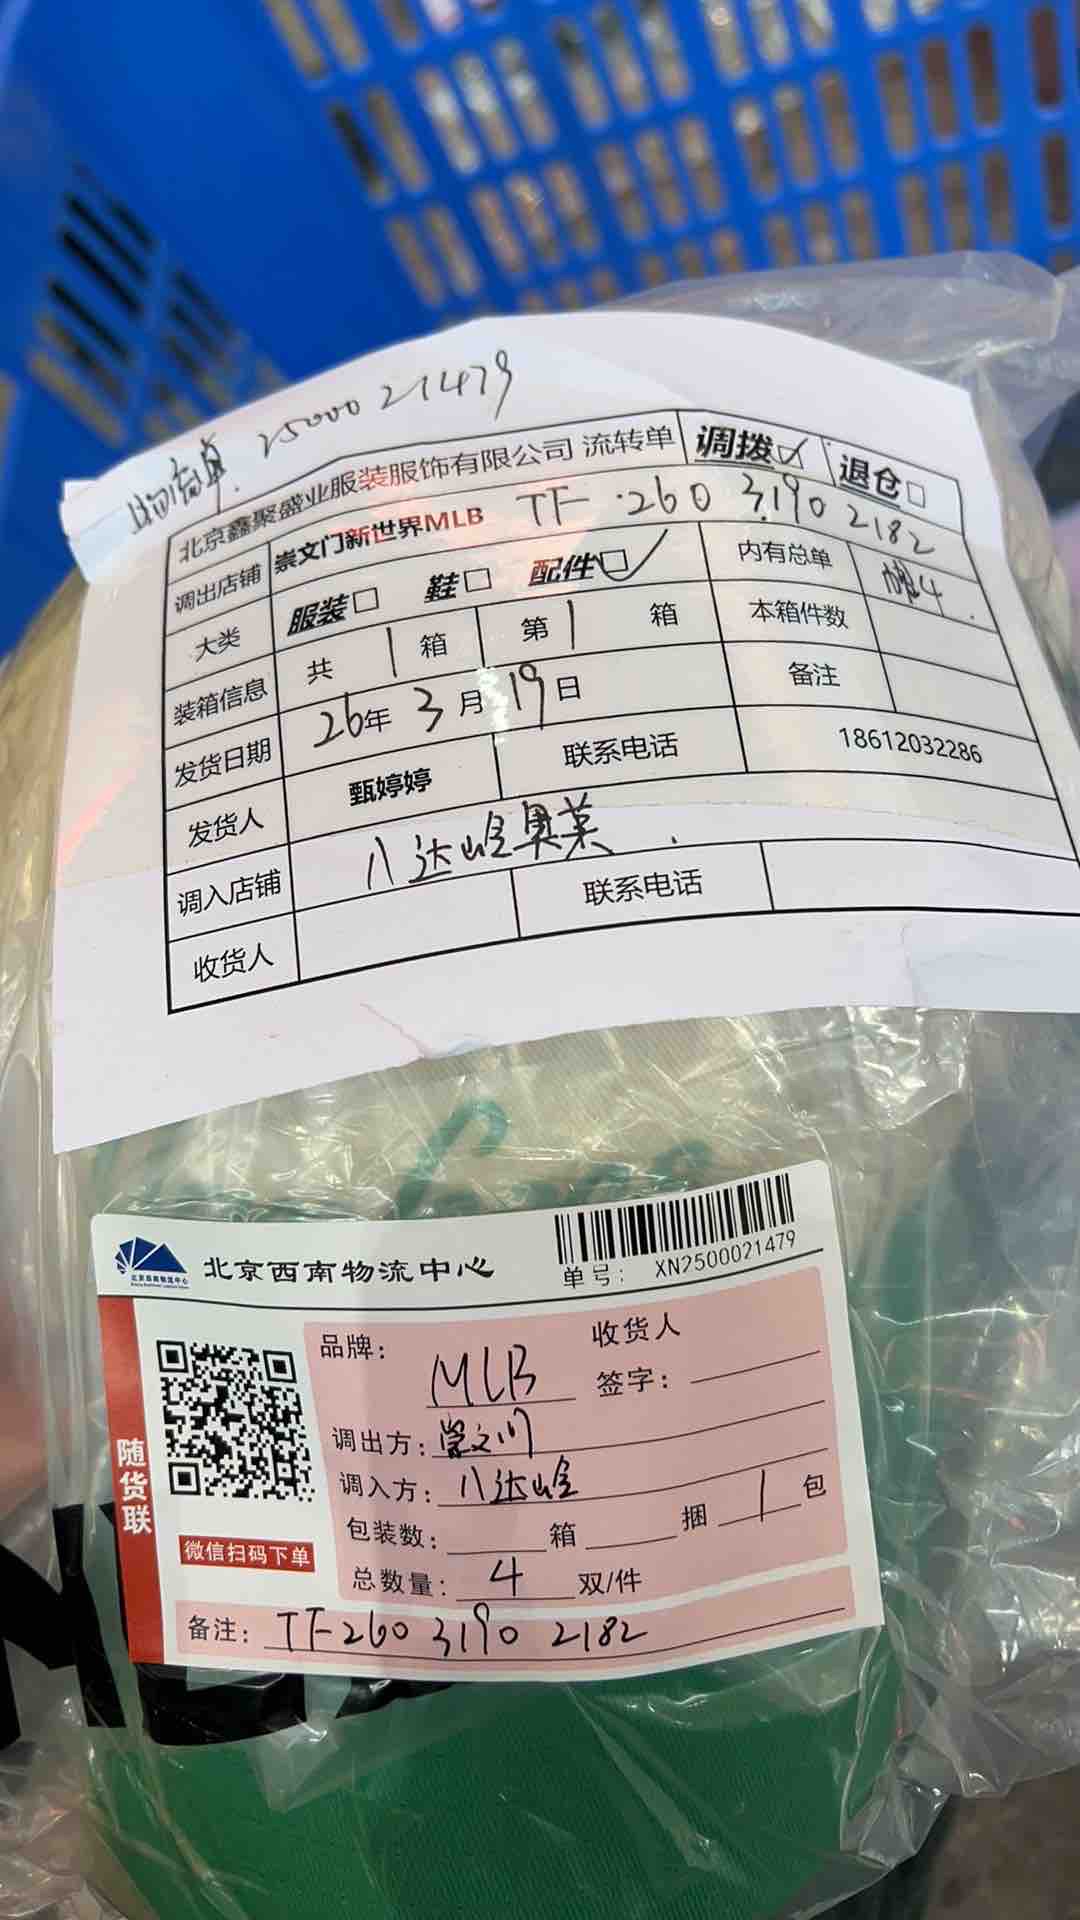 2500021479
北京鑫聚盛业服装服饰有限公司 流转单 调拨☑ 退仓□
调出店铺 崇文门新世界MLB TF·26031902182
大类 服装□ 鞋□ 配件☑ 内有总单
装箱信息 共 1 箱 第 1 箱 本箱件数
发货日期 26年 3月 19日 备注
发货人 甄婷婷 联系电话 18612032286
调入店铺 八达岭奥莱
收货人 联系电话
北京西南物流中心
北京西南物流中心
单号: XN2500021479
随货联
微信扫码下单
品牌: MLB 收货人
签字:
调出方: 崇文门
调入方: 八达岭
包装数: 箱 捆 1 包
总数量: 4 双/件
备注: TF26031902182